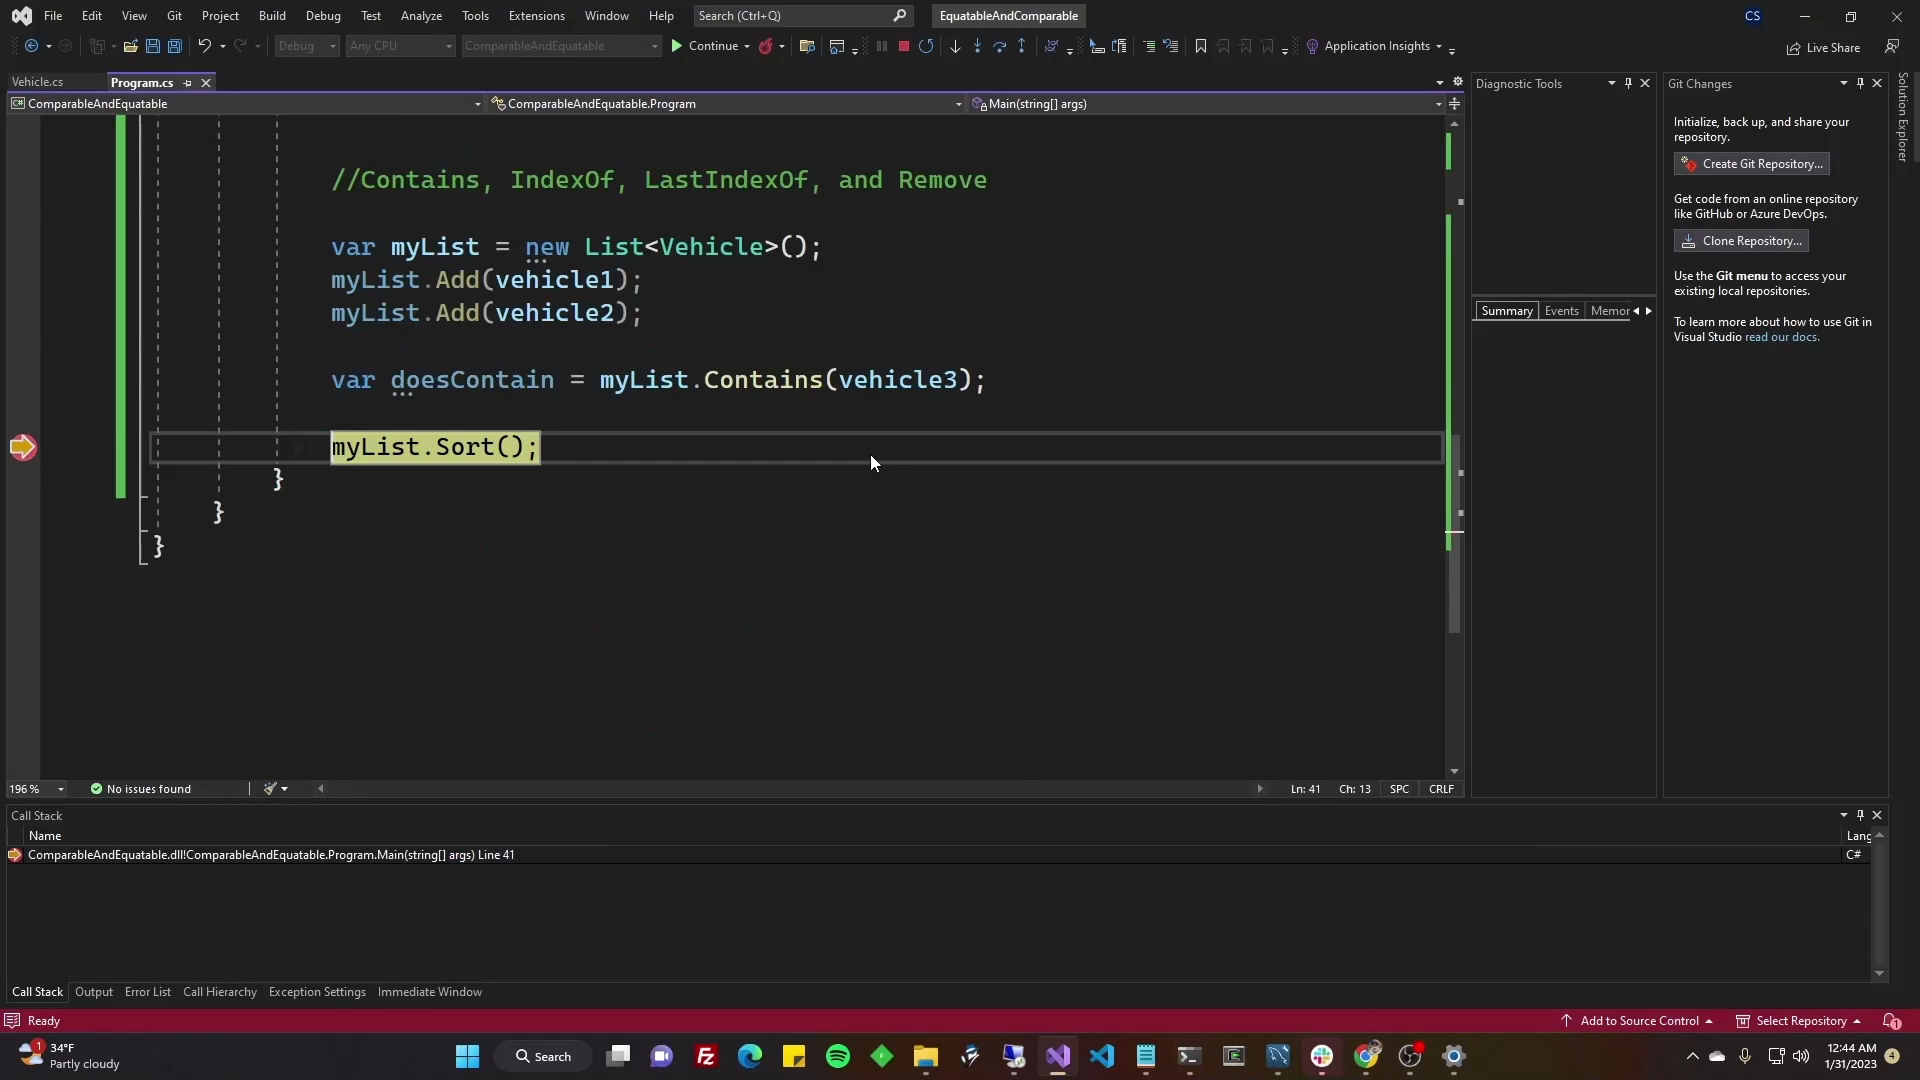 File Edit View Git Project Build Debug Test Analyze Tools Extensions Window Help Search (Ctrl+Q) EquatableAndComparable CS
Debug Any CPU ComparableAndEquatable Continue Application Insights Live Share
Vehicle.cs Program.cs
ComparableAndEquatable ComparableAndEquatable.Program Main(string[] args)
//Contains, IndexOf, LastIndexOf, and Remove
var myList = new List<Vehicle>();
myList.Add(vehicle1);
myList.Add(vehicle2);
var doesContain = myList.Contains(vehicle3);
myList.Sort();
}
}
}
196 % No issues found Ln: 41 Ch: 13 SPC CRLF
Diagnostic Tools
Summary Events Memor
Git Changes
Initialize, back up, and share your
repository.
Create Git Repository...
Get code from an online repository
like GitHub or Azure DevOps.
Clone Repository...
Use the Git menu to access your
existing local repositories.
To learn more about how to use Git in
Visual Studio read our docs.
Solution Explorer
Call Stack
Name Lang
ComparableAndEquatable.dll!ComparableAndEquatable.Program.Main(string[] args) Line 41 C#
Call Stack Output Error List Call Hierarchy Exception Settings Immediate Window
Ready Add to Source Control Select Repository 1
1 34°F
Partly cloudy
Search
12:44 AM
1/31/2023
4